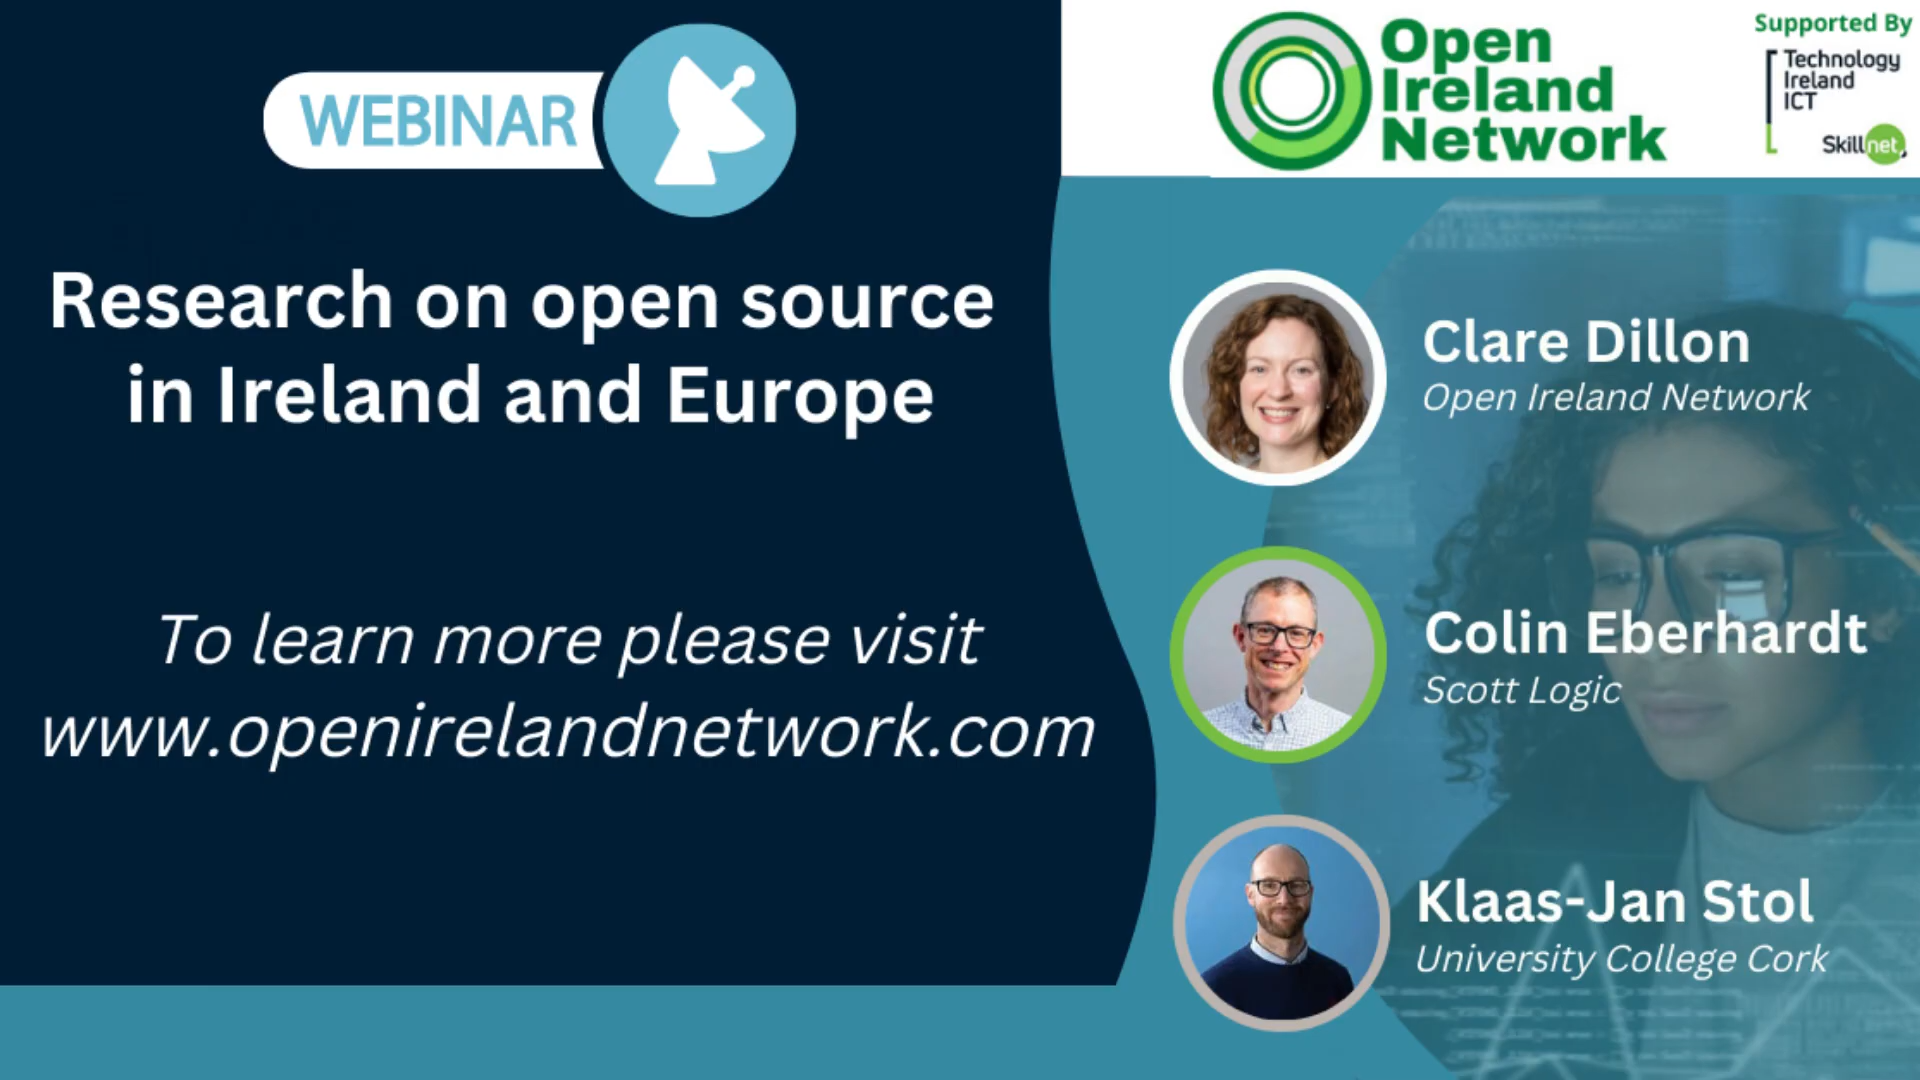 WEBINAR
Research on open source
in Ireland and Europe
To learn more please visit
www.openirelandnetwork.com
Open
Ireland
Network
Supported By
Technology
Ireland
ICT
Skillnet
Clare Dillon
Open Ireland Network
Colin Eberhardt
Scott Logic
Klaas-Jan Stol
University College Cork